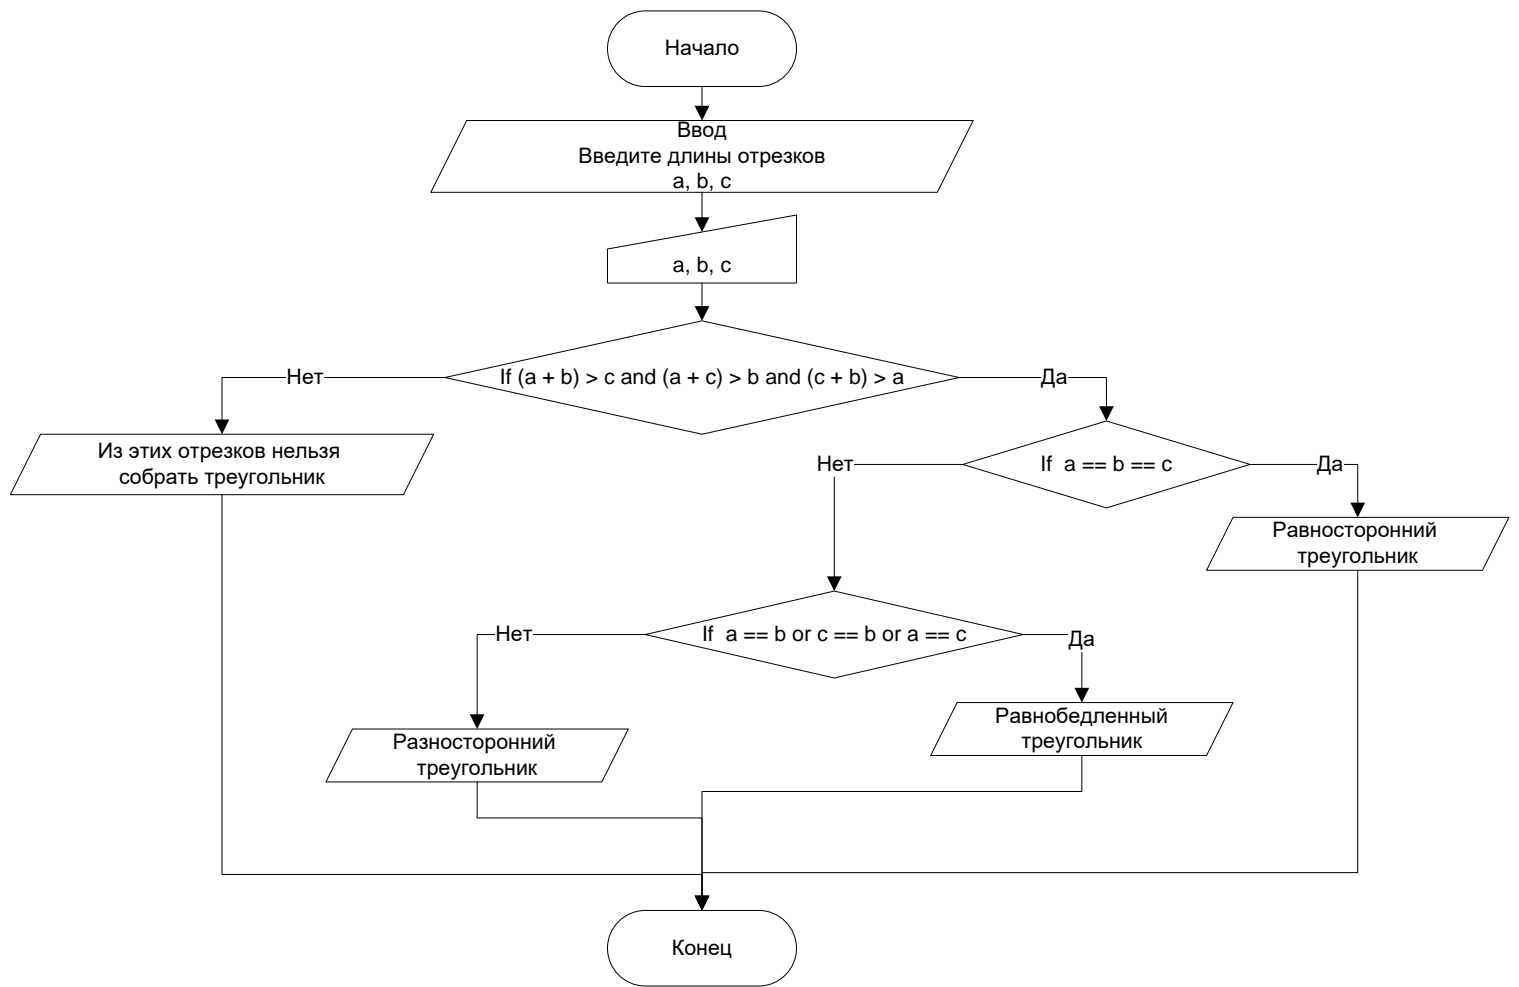 Начало
Ввод
Введите длины отрезков
a, b, c
a, b, c
If (a + b) > c and (a + c) > b and (c + b) > a
Нет
Да
Из этих отрезков нельзя
собрать треугольник
If  a == b == c
Нет
Да
Равносторонний
треугольник
If  a == b or c == b or a == c
Нет
Да
Разносторонний
треугольник
Равнобедленный
треугольник
Конец